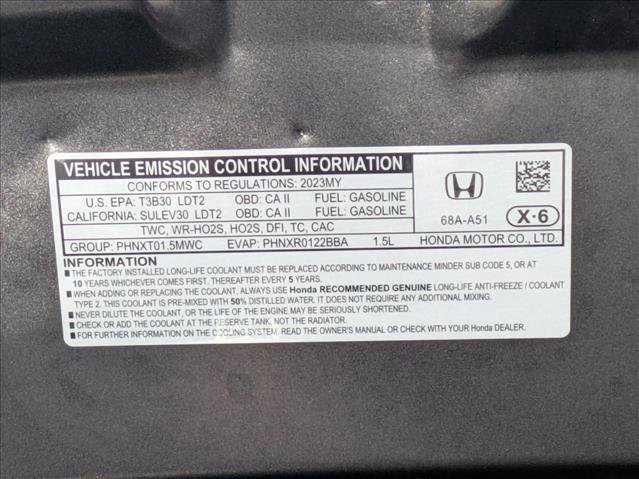 VEHICLE EMISSION CONTROL INFORMATION
CONFORMS TO REGULATIONS: 2023MY
U.S. EPA: T3B30 LDT2 OBD: CA II FUEL: GASOLINE
CALIFORNIA: SULEV30 LDT2 OBD: CA II FUEL: GASOLINE
TWC, WR-HO2S, HO2S, DFI, TC, CAC
GROUP: PHNXT01.5MWC EVAP: PHNXR0122BBA 1.5L
68A-A51
X-6
HONDA MOTOR CO., LTD.
■ THE FACTORY INSTALLED LONG-LIFE COOLANT MUST BE REPLACED ACCORDING TO MAINTENANCE MINDER SUB CODE 5, OR AT
10 YEARS WHICHEVER COMES FIRST. THEREAFTER EVERY 5 YEARS.
■ WHEN ADDING OR REPLACING THE COOLANT, ALWAYS USE Honda RECOMMENDED GENUINE LONG-LIFE ANTI-FREEZE / COOLANT
TYPE 2. THIS COOLANT IS PRE-MIXED WITH 50% DISTILLED WATER. IT DOES NOT REQUIRE ANY ADDITIONAL MIXING.
■ NEVER DILUTE THE COOLANT, OR THE LIFE OF THE ENGINE MAY BE SERIOUSLY SHORTENED.
■ CHECK OR ADD THE COOLANT AT THE RESERVE TANK, NOT THE RADIATOR.
■ FOR FURTHER INFORMATION ON THE COOLING SYSTEM, READ THE OWNER'S MANUAL OR CHECK WITH YOUR Honda DEALER.